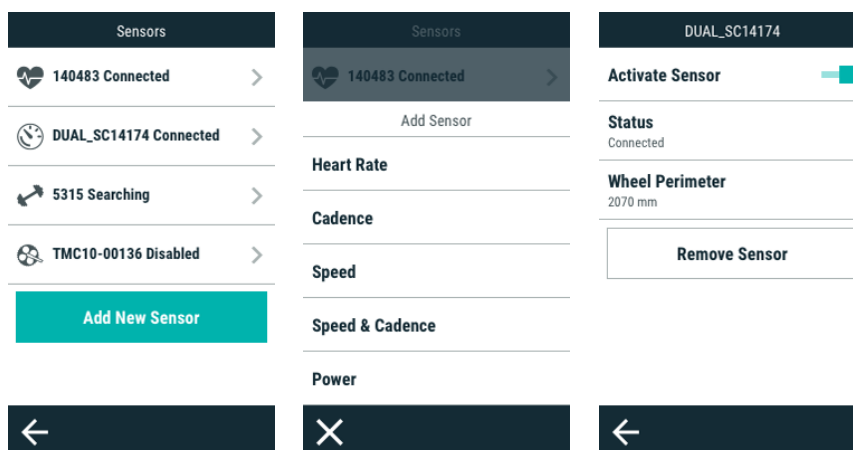 Sensors
140483 Connected
DUAL_SC14174 Connected
5315 Searching
TMC10-00136 Disabled
Add New Sensor
Sensors
140483 Connected
Add Sensor
Heart Rate
Cadence
Speed
Speed & Cadence
Power
DUAL_SC14174
Activate Sensor
Status
Connected
Wheel Perimeter
2070 mm
Remove Sensor